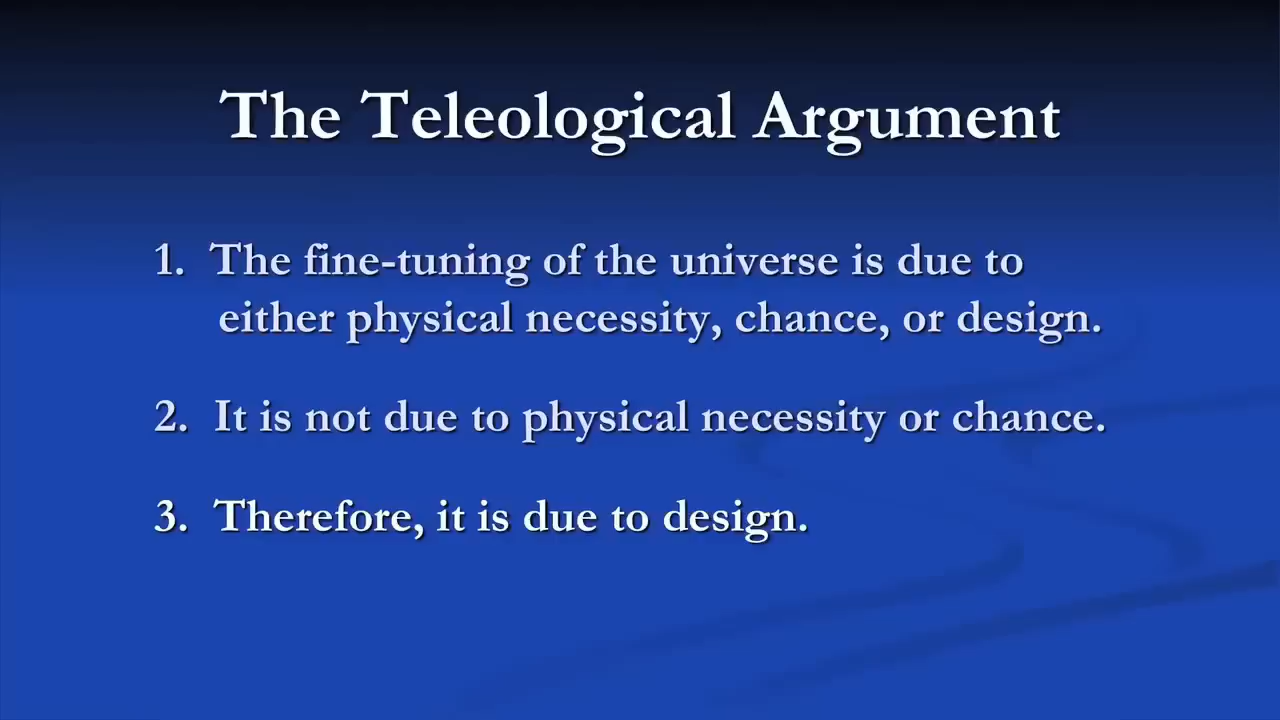 The Teleological Argument
1. The fine-tuning of the universe is due to
either physical necessity, chance, or design.
2. It is not due to physical necessity or chance.
3. Therefore, it is due to design.